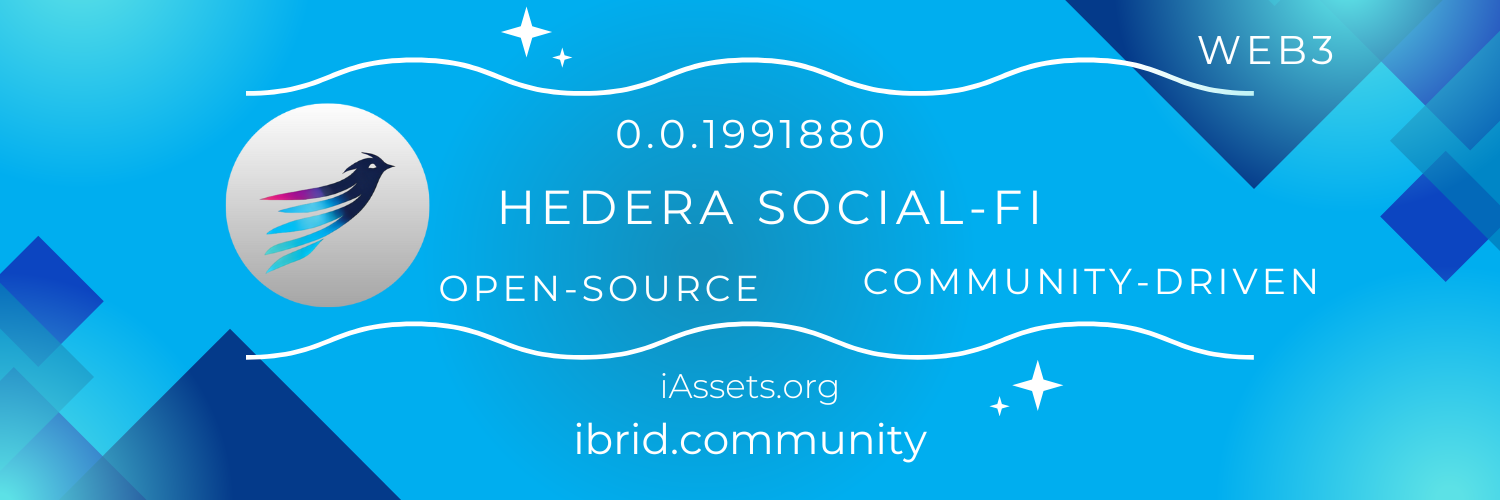 WEB3
0.0.1991880
HEDERA SOCIAL-FI
OPEN-SOURCE
COMMUNITY-DRIVEN
iAssets.org
ibrid.community